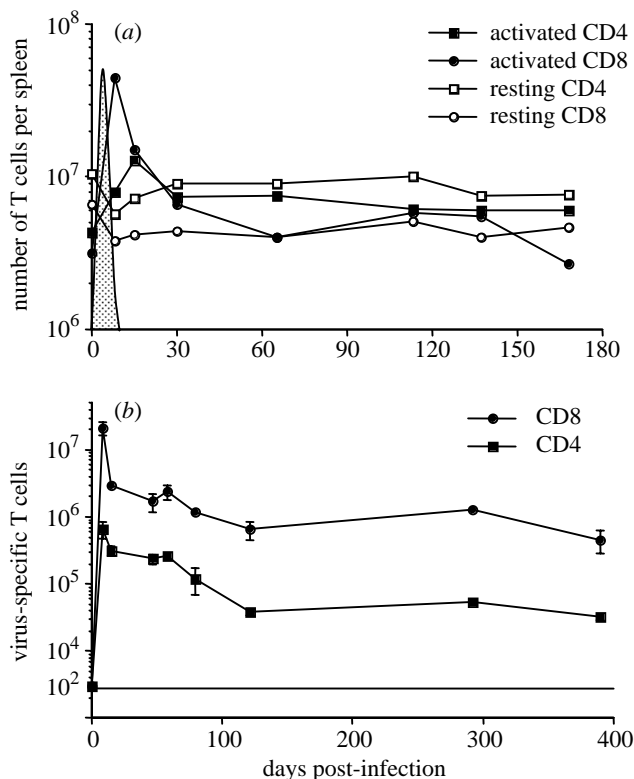 (a)
activated CD4
activated CD8
resting CD4
resting CD8
number of T cells per spleen
10^8
10^7
10^6
0 30 60 90 120 150 180
(b)
CD8
CD4
virus-specific T cells
10^7
10^6
10^5
10^4
10^2
0 100 200 300 400
days post-infection